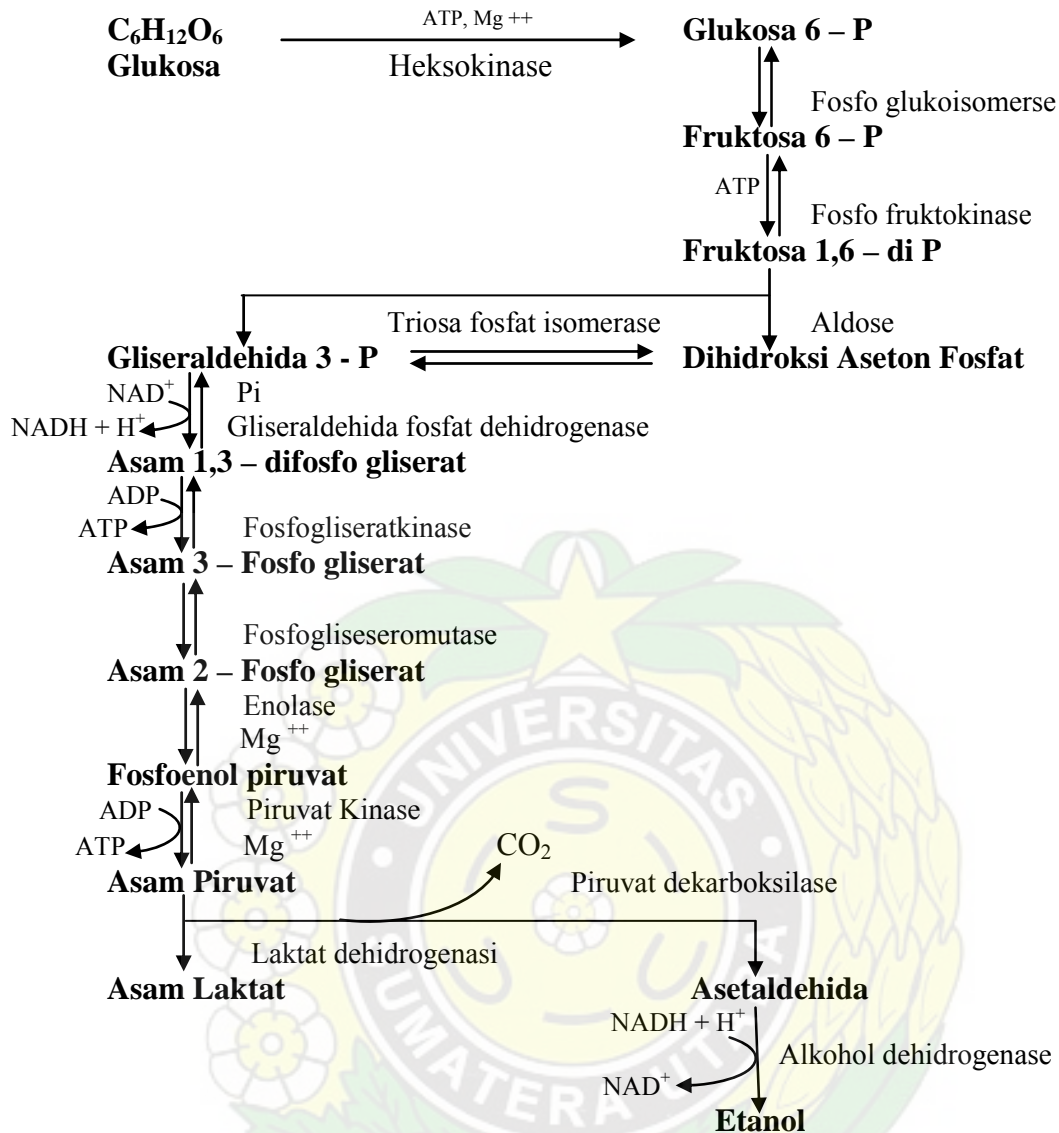 C₆H₁₂O₆
Glukosa
ATP, Mg ++
Heksokinase
Glukosa 6 – P
Fosfo glukoisomerse
Fruktosa 6 – P
ATP
Fosfo fruktokinase
Fruktosa 1,6 – di P
Triosa fosfat isomerase
Aldose
Gliseraldehida 3 - P
Dihidroksi Aseton Fosfat
NAD⁺
Pi
NADH + H⁺
Gliseraldehida fosfat dehidrogenase
Asam 1,3 – difosfo gliserat
ADP
ATP
Fosfogliseratkinase
Asam 3 – Fosfo gliserat
Fosfogliseseromutase
Asam 2 – Fosfo gliserat
Enolase
Mg ⁺⁺
Fosfoenol piruvat
ADP
Piruvat Kinase
ATP
Mg ⁺⁺
CO₂
Asam Piruvat
Piruvat dekarboksilase
Laktat dehidrogenasi
Asam Laktat
Asetaldehida
NADH + H⁺
Alkohol dehidrogenase
NAD⁺
Etanol
UNIVERSITAS
SUMATERA UTARA
U S U